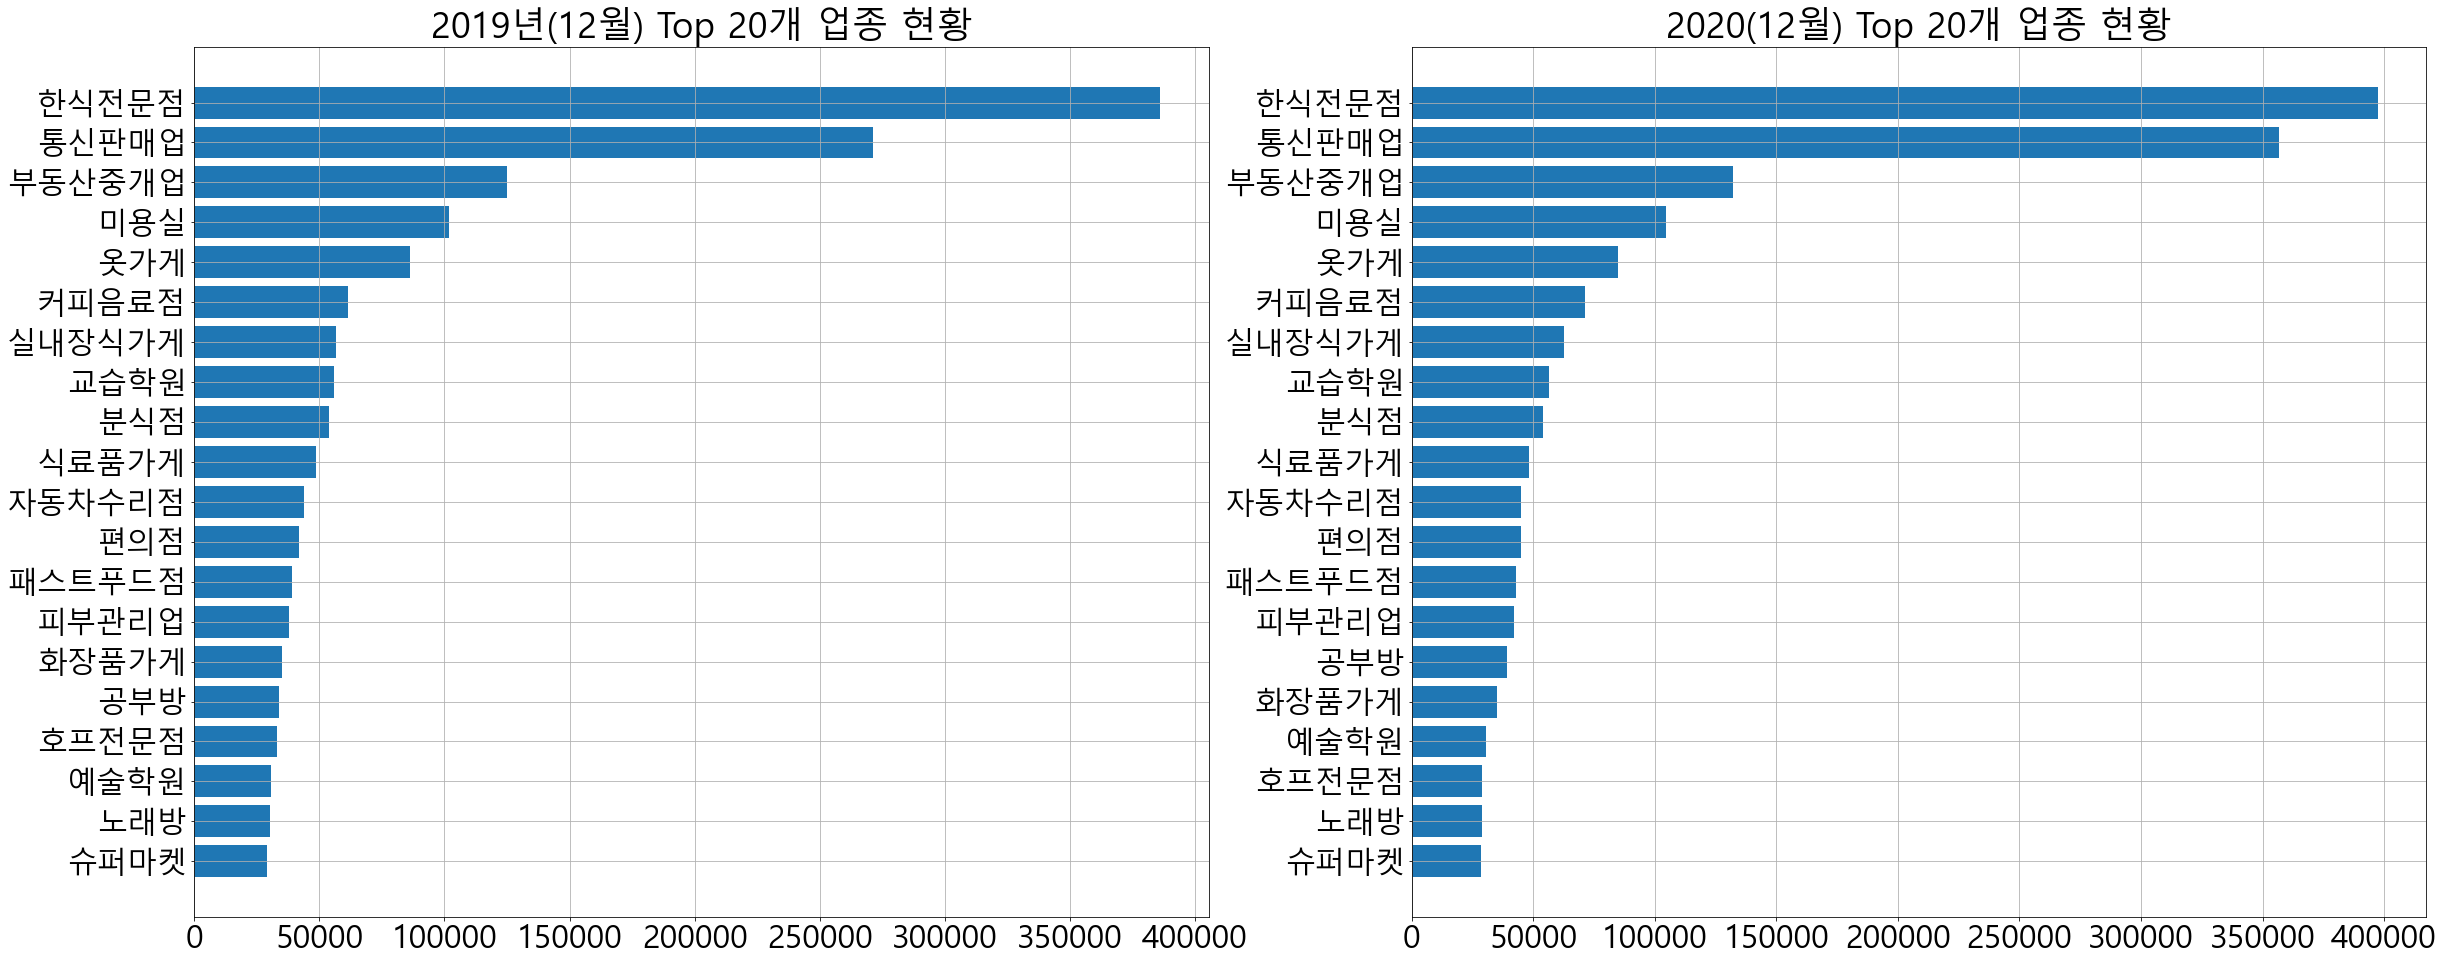 2019년(12월) Top 20개 업종 현황
한식전문점
통신판매업
부동산중개업
미용실
옷가게
커피음료점
실내장식가게
교습학원
분식점
식료품가게
자동차수리점
편의점
패스트푸드점
피부관리업
화장품가게
공부방
호프전문점
예술학원
노래방
슈퍼마켓
0 50000 100000 150000 200000 250000 300000 350000 400000
2020(12월) Top 20개 업종 현황
한식전문점
통신판매업
부동산중개업
미용실
옷가게
커피음료점
실내장식가게
교습학원
분식점
식료품가게
자동차수리점
편의점
패스트푸드점
피부관리업
공부방
화장품가게
예술학원
호프전문점
노래방
슈퍼마켓
0 50000 100000 150000 200000 250000 300000 350000 400000